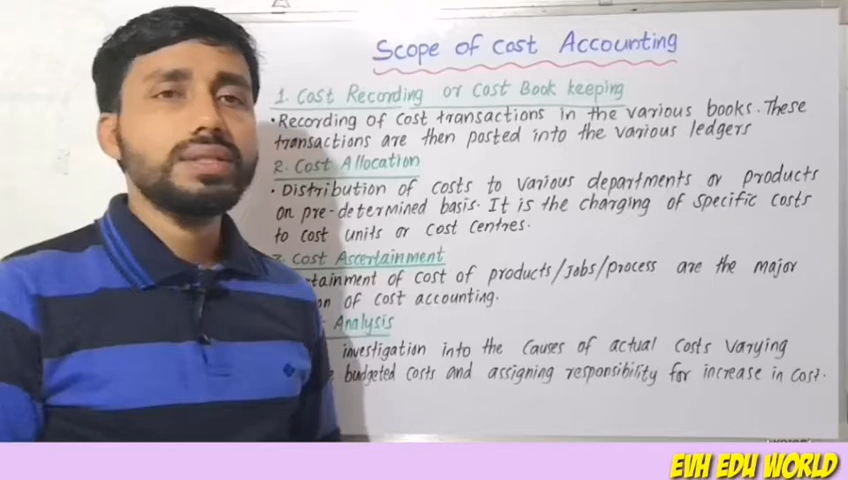 Scope of Cost Accounting
1. Cost Recording or Cost Book keeping
• Recording of Cost transactions in the various books. These
transactions are then posted into the various ledgers
2. Cost Allocation
• Distribution of costs to various departments or products
on pre-determined basis. It is the charging of specific costs
to cost units or cost centres.
Cost Ascertainment
tainment of cost of products/Jobs/process are the major
on of cost accounting.
Analysis
investigation into the causes of actual costs varying
budgeted costs and assigning responsibility for increase in cost.
EVH EDU WORLD